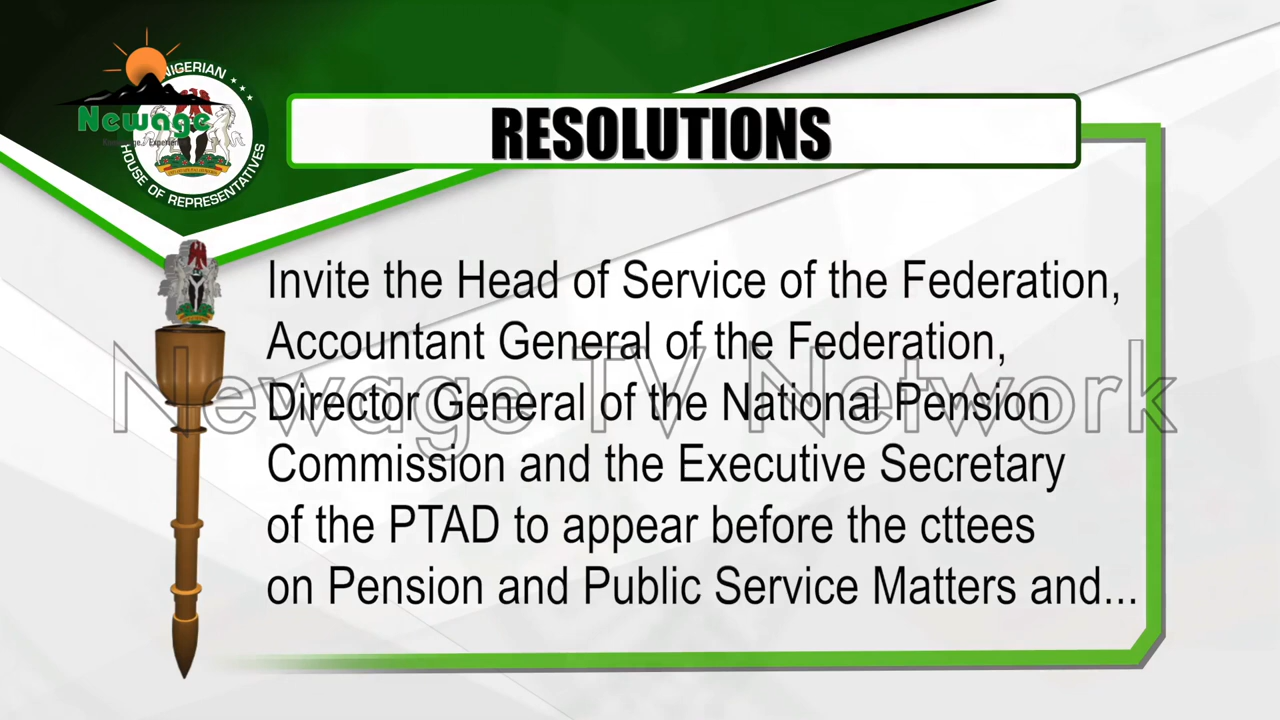 NIGERIAN
Newage
HOUSE OF REPRESENTATIVES
RESOLUTIONS
Invite the Head of Service of the Federation,
Accountant General of the Federation,
Director General of the National Pension
Commission and the Executive Secretary
of the PTAD to appear before the cttees
on Pension and Public Service Matters and...
Newage TV Network